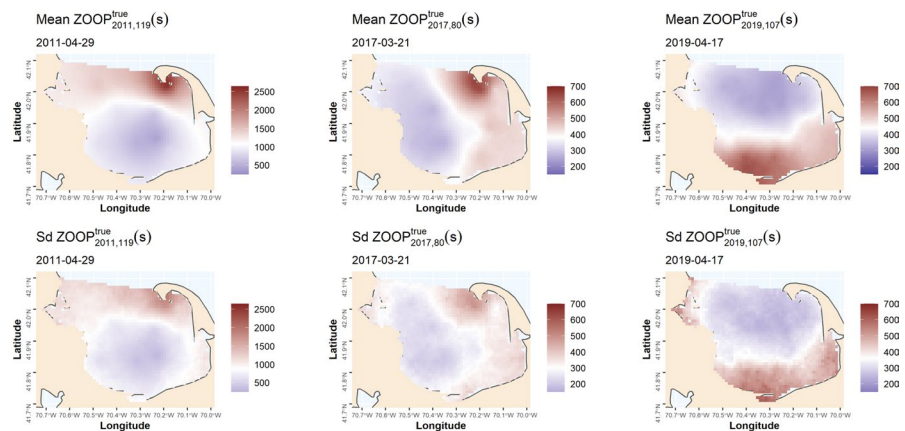 Mean ZOOP^true_2011,119(s)
2011-04-29
Latitude
42.1°N
42.0°N
41.9°N
41.8°N
41.7°N
70.7°W 70.6°W 70.5°W 70.4°W 70.3°W 70.2°W 70.1°W 70.0°W
Longitude
2500
2000
1500
1000
500
Mean ZOOP^true_2017,80(s)
2017-03-21
Latitude
42.1°N
42.0°N
41.9°N
41.8°N
41.7°N
70.7°W 70.6°W 70.5°W 70.4°W 70.3°W 70.2°W 70.1°W 70.0°W
Longitude
700
600
500
400
300
200
Mean ZOOP^true_2019,107(s)
2019-04-17
Latitude
42.1°N
42.0°N
41.9°N
41.8°N
41.7°N
70.7°W 70.6°W 70.5°W 70.4°W 70.3°W 70.2°W 70.1°W 70.0°W
Longitude
700
600
500
400
300
200
Sd ZOOP^true_2011,119(s)
2011-04-29
Latitude
42.1°N
42.0°N
41.9°N
41.8°N
41.7°N
70.7°W 70.6°W 70.5°W 70.4°W 70.3°W 70.2°W 70.1°W 70.0°W
Longitude
2500
2000
1500
1000
500
Sd ZOOP^true_2017,80(s)
2017-03-21
Latitude
42.1°N
42.0°N
41.9°N
41.8°N
41.7°N
70.7°W 70.6°W 70.5°W 70.4°W 70.3°W 70.2°W 70.1°W 70.0°W
Longitude
700
600
500
400
300
200
Sd ZOOP^true_2019,107(s)
2019-04-17
Latitude
42.1°N
42.0°N
41.9°N
41.8°N
41.7°N
70.7°W 70.6°W 70.5°W 70.4°W 70.3°W 70.2°W 70.1°W 70.0°W
Longitude
700
600
500
400
300
200